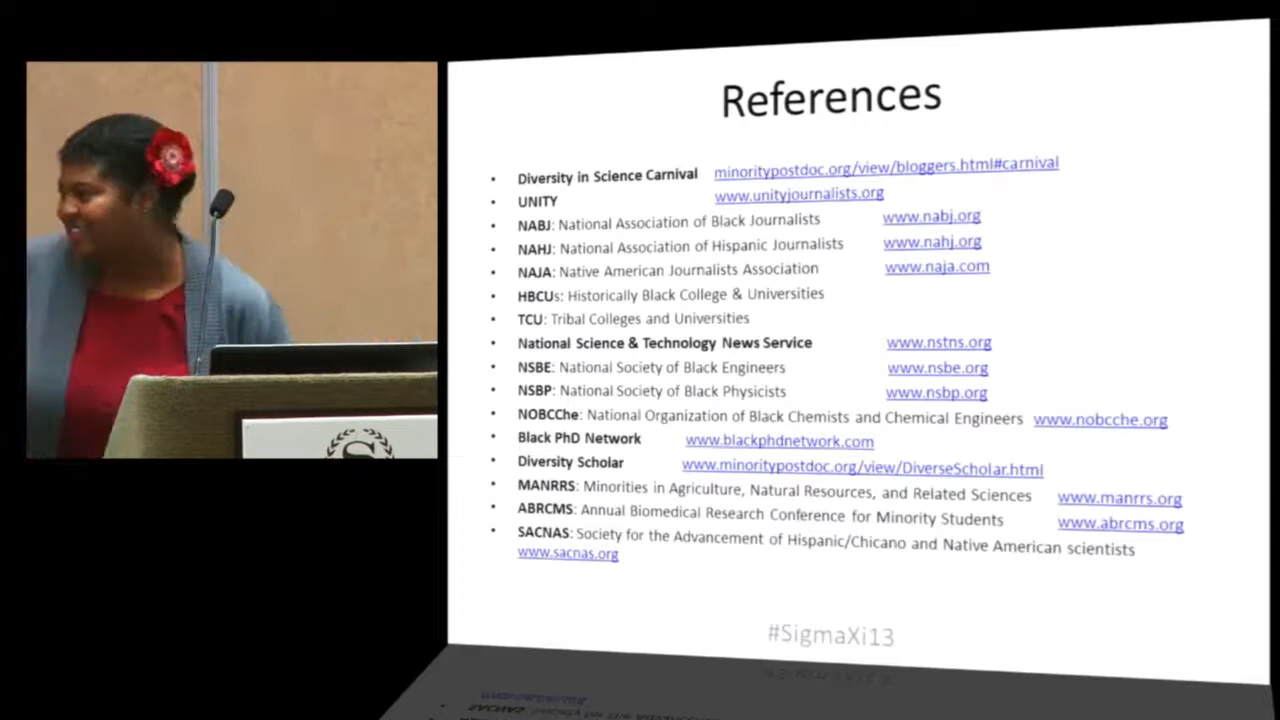 References
• Diversity in Science Carnival minoritypostdoc.org/view/bloggers.html#carnival
• UNITY www.unityjournalists.org
• NABJ: National Association of Black Journalists www.nabj.org
• NAHJ: National Association of Hispanic Journalists www.nahj.org
• NAJA: Native American Journalists Association www.naja.com
• HBCUs: Historically Black College & Universities
• TCU: Tribal Colleges and Universities
• National Science & Technology News Service www.nstns.org
• NSBE: National Society of Black Engineers www.nsbe.org
• NSBP: National Society of Black Physicists www.nsbp.org
• NOBCChe: National Organization of Black Chemists and Chemical Engineers www.nobcche.org
• Black PhD Network www.blackphdnetwork.com
• Diversity Scholar www.minoritypostdoc.org/view/DiverseScholar.html
• MANRRS: Minorities in Agriculture, Natural Resources, and Related Sciences www.manrrs.org
• ABRCMS: Annual Biomedical Research Conference for Minority Students www.abrcms.org
• SACNAS: Society for the Advancement of Hispanic/Chicano and Native American scientists
www.sacnas.org
#SigmaXi13
S